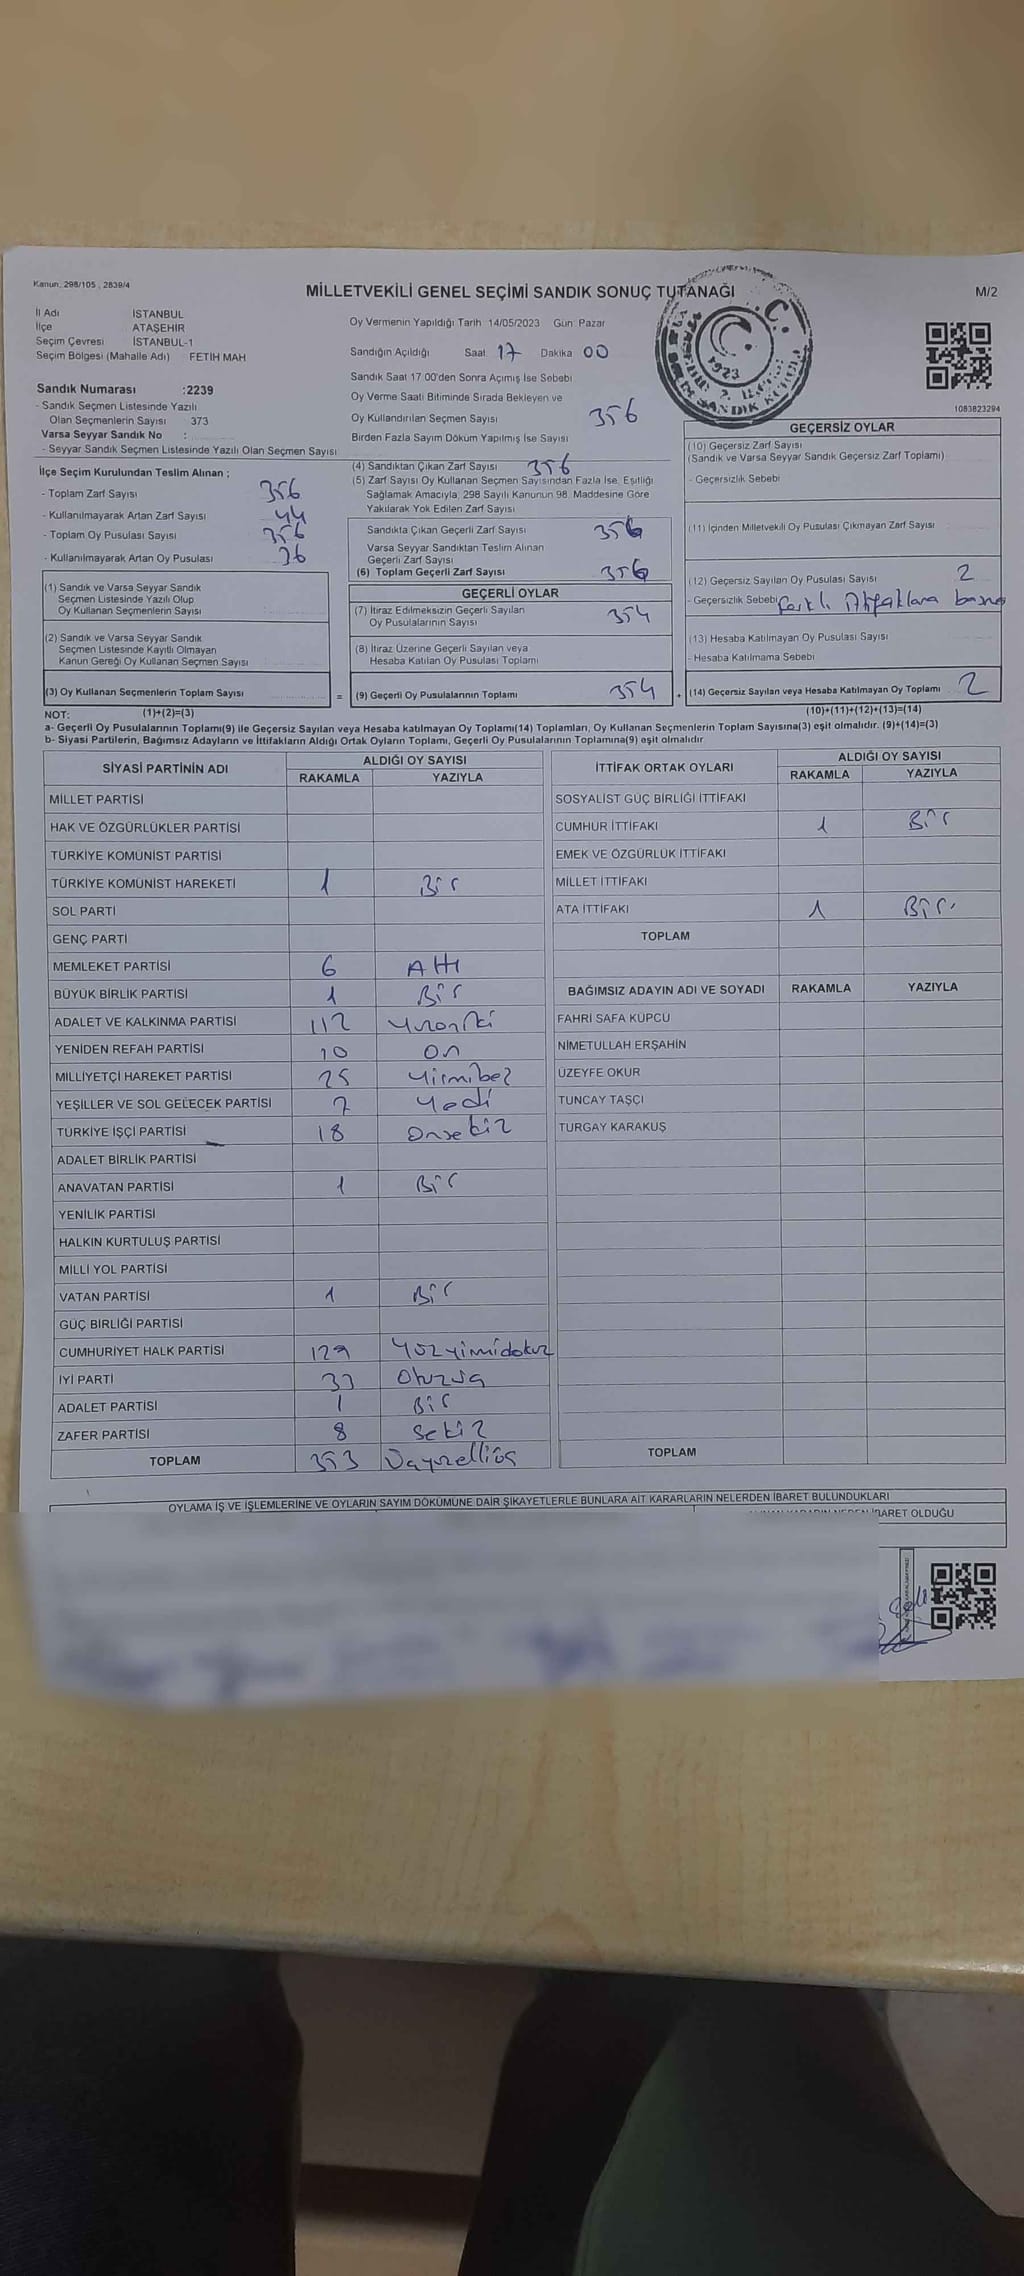 Kanun, 298/105 , 2839/4
MİLLETVEKİLİ GENEL SEÇİMİ SANDIK SONUÇ TUTANAĞI
M/2
İl Adı İSTANBUL
İlçe ATAŞEHİR
Seçim Çevresi İSTANBUL-1
Seçim Bölgesi (Mahalle Adı) FETİH MAH
Sandık Numarası :2239
- Sandık Seçmen Listesinde Yazılı
Olan Seçmenlerin Sayısı 373
Varsa Seyyar Sandık No :
- Seyyar Sandık Seçmen Listesinde Yazılı Olan Seçmen Sayısı
İlçe Seçim Kurulundan Teslim Alınan ;
- Toplam Zarf Sayısı 356
- Kullanılmayarak Artan Zarf Sayısı 44
- Toplam Oy Pusulası Sayısı 356
- Kullanılmayarak Artan Oy Pusulası 36
(1) Sandık ve Varsa Seyyar Sandık
Seçmen Listesinde Yazılı Olup
Oy Kullanan Seçmenlerin Sayısı
(2) Sandık ve Varsa Seyyar Sandık
Seçmen Listesinde Kayıtlı Olmayan
Kanun Gereği Oy Kullanan Seçmen Sayısı
(3) Oy Kullanan Seçmenlerin Toplam Sayısı =
Oy Vermenin Yapıldığı Tarih 14/05/2023 Gün Pazar
Sandığın Açıldığı Saat 17 Dakika 00
Sandık Saat 17:00'den Sonra Açımış İse Sebebi
Oy Verme Saati Bitiminde Sırada Bekleyen ve
Oy Kullandırılan Seçmen Sayısı 356
Birden Fazla Sayım Döküm Yapılmış İse Sayısı
(4) Sandıktan Çıkan Zarf Sayısı 356
(5) Zarf Sayısı Oy Kullanan Seçmen Sayısından Fazla İse, Eşitliği
Sağlamak Amacıyla, 298 Sayılı Kanunun 98. Maddesine Göre
Yakılarak Yok Edilen Zarf Sayısı
Sandıkta Çıkan Geçerli Zarf Sayısı 356
Varsa Seyyar Sandıktan Teslim Alınan
Geçerli Zarf Sayısı
(6) Toplam Geçerli Zarf Sayısı 356
GEÇERLİ OYLAR
(7) İtiraz Edilmeksizin Geçerli Sayılan
Oy Pusulalarının Sayısı 354
(8) İtiraz Üzerine Geçerli Sayılan veya
Hesaba Katılan Oy Pusulası Toplamı
(9) Geçerli Oy Pusulalarının Toplamı 354 +
T.C.
1923
SANDIK KURULU
1083823294
GEÇERSİZ OYLAR
(10) Geçersiz Zarf Sayısı
(Sandık ve Varsa Seyyar Sandık Geçersiz Zarf Toplamı)
- Geçersizlik Sebebi
(11) İçinden Milletvekili Oy Pusulası Çıkmayan Zarf Sayısı
(12) Geçersiz Sayılan Oy Pusulası Sayısı 2
- Geçersizlik Sebebi Farklı İttifaklara basma
(13) Hesaba Katılmayan Oy Pusulası Sayısı
- Hesaba Katılmama Sebebi
(14) Geçersiz Sayılan veya Hesaba Katılmayan Oy Toplamı 2
NOT: (1)+(2)=(3) (10)+(11)+(12)+(13)=(14)
a- Geçerli Oy Pusulalarının Toplamı(9) ile Geçersiz Sayılan veya Hesaba katılmayan Oy Toplamı(14) Toplamları, Oy Kullanan Seçmenlerin Toplam Sayısına(3) eşit olmalıdır. (9)+(14)=(3)
b- Siyasi Partilerin, Bağımsız Adayların ve İttifakların Aldığı Ortak Oyların Toplamı, Geçerli Oy Pusulalarının Toplamına(9) eşit olmalıdır
SİYASİ PARTİNİN ADI ALDIĞI OY SAYISI
RAKAMLA YAZIYLA
MİLLET PARTİSİ
HAK VE ÖZGÜRLÜKLER PARTİSİ
TÜRKİYE KOMÜNİST PARTİSİ
TÜRKİYE KOMÜNİST HAREKETİ 1 Bir
SOL PARTİ
GENÇ PARTİ
MEMLEKET PARTİSİ 6 Altı
BÜYÜK BİRLİK PARTİSİ 1 Bir
ADALET VE KALKINMA PARTİSİ 112 Yüzoniki
YENİDEN REFAH PARTİSİ 10 On
MİLLİYETÇİ HAREKET PARTİSİ 25 Yirmibeş
YEŞİLLER VE SOL GELECEK PARTİSİ 7 Yedi
TÜRKİYE İŞÇİ PARTİSİ 18 Onsekiz
ADALET BİRLİK PARTİSİ
ANAVATAN PARTİSİ 1 Bir
YENİLİK PARTİSİ
HALKIN KURTULUŞ PARTİSİ
MİLLİ YOL PARTİSİ
VATAN PARTİSİ 1 Bir
GÜÇ BİRLİĞİ PARTİSİ
CUMHURİYET HALK PARTİSİ 129 Yüzyimidokuz
İYİ PARTİ 33 Otuzüç
ADALET PARTİSİ 1 Bir
ZAFER PARTİSİ 8 Sekiz
TOPLAM 353 Üçyüzelliüç
İTTİFAK ORTAK OYLARI ALDIĞI OY SAYISI
RAKAMLA YAZIYLA
SOSYALİST GÜÇ BİRLİĞİ İTTİFAKI
CUMHUR İTTİFAKI 1 Bir
EMEK VE ÖZGÜRLÜK İTTİFAKI
MİLLET İTTİFAKI
ATA İTTİFAKI 1 Bir
TOPLAM
BAĞIMSIZ ADAYIN ADI VE SOYADI RAKAMLA YAZIYLA
FAHRİ SAFA KÜPCÜ
NİMETULLAH ERŞAHİN
ÜZEYFE OKUR
TUNCAY TAŞÇI
TURGAY KARAKUŞ
TOPLAM
OYLAMA İŞ VE İŞLEMLERİNE VE OYLARIN SAYIM DÖKÜMÜNE DAİR ŞİKAYETLERLE BUNLARA AİT KARARLARIN NELERDEN İBARET BULUNDUKLARI
İBARET OLDUĞU